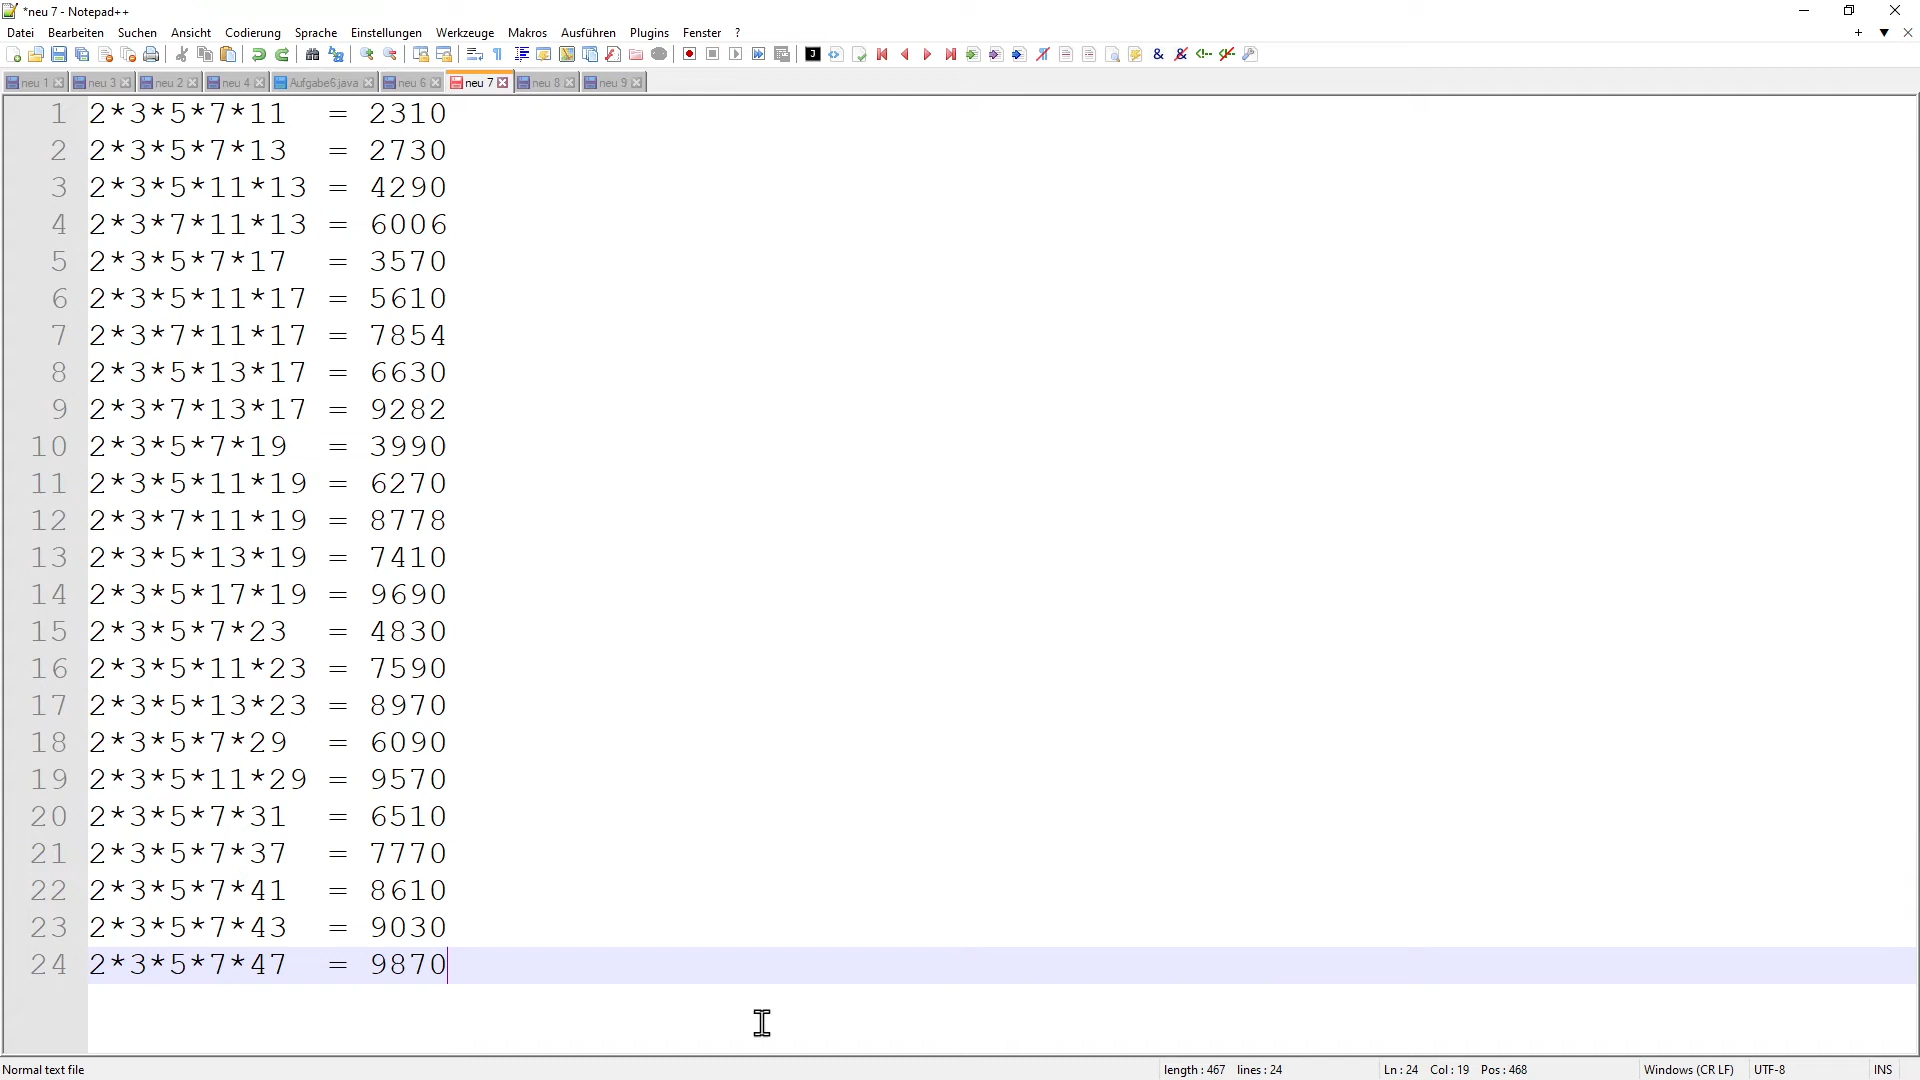 *neu 7 - Notepad++
Datei Bearbeiten Suchen Ansicht Codierung Sprache Einstellungen Werkzeuge Makros Ausführen Plugins Fenster ?
neu 1 neu 3 neu 2 neu 4 Aufgabe6.java neu 6 neu 7 neu 8 neu 9
1 2*3*5*7*11  = 2310
2 2*3*5*7*13  = 2730
3 2*3*5*11*13 = 4290
4 2*3*7*11*13 = 6006
5 2*3*5*7*17  = 3570
6 2*3*5*11*17 = 5610
7 2*3*7*11*17 = 7854
8 2*3*5*13*17 = 6630
9 2*3*7*13*17 = 9282
10 2*3*5*7*19  = 3990
11 2*3*5*11*19 = 6270
12 2*3*7*11*19 = 8778
13 2*3*5*13*19 = 7410
14 2*3*5*17*19 = 9690
15 2*3*5*7*23  = 4830
16 2*3*5*11*23 = 7590
17 2*3*5*13*23 = 8970
18 2*3*5*7*29  = 6090
19 2*3*5*11*29 = 9570
20 2*3*5*7*31  = 6510
21 2*3*5*7*37  = 7770
22 2*3*5*7*41  = 8610
23 2*3*5*7*43  = 9030
24 2*3*5*7*47  = 9870
Normal text file length : 467 lines : 24 Ln : 24 Col : 19 Pos : 468 Windows (CR LF) UTF-8 INS